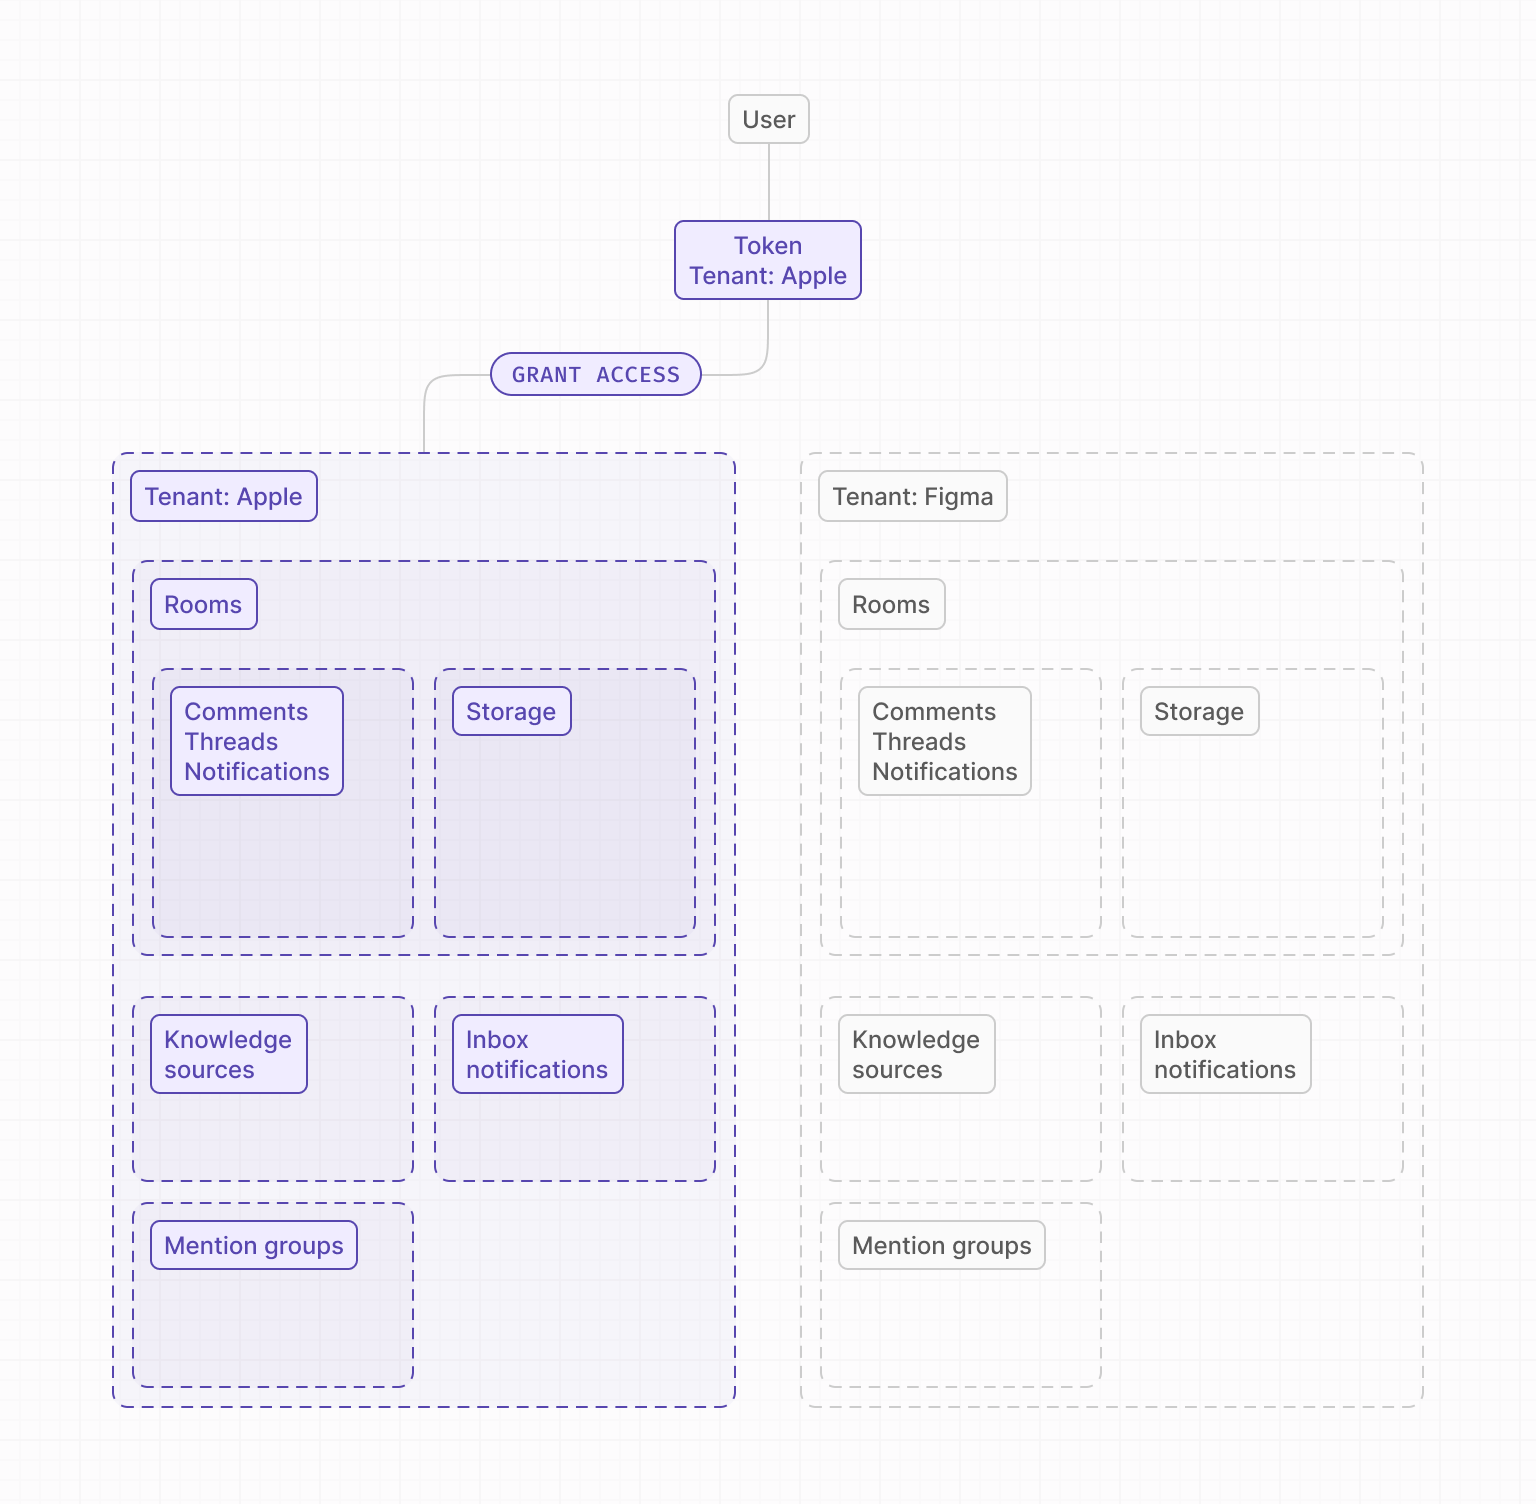 User
Token
Tenant: Apple
GRANT ACCESS
Tenant: Apple
Rooms
Comments
Threads
Notifications
Storage
Knowledge
sources
Inbox
notifications
Mention groups
Tenant: Figma
Rooms
Comments
Threads
Notifications
Storage
Knowledge
sources
Inbox
notifications
Mention groups